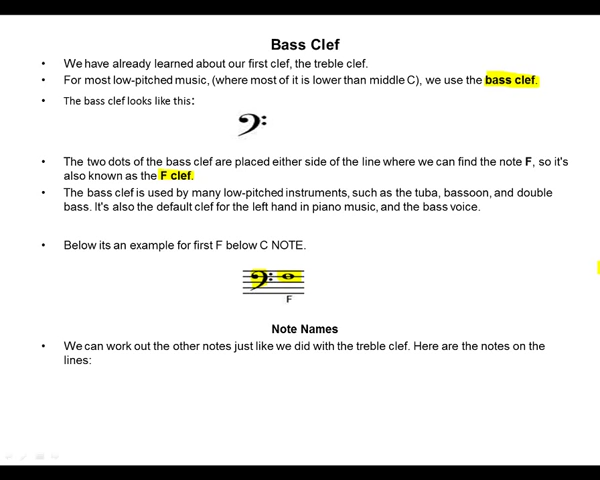 Bass Clef
• We have already learned about our first clef, the treble clef.
• For most low-pitched music, (where most of it is lower than middle C), we use the bass clef.
• The bass clef looks like this:
• The two dots of the bass clef are placed either side of the line where we can find the note F, so it's
also known as the F clef.
• The bass clef is used by many low-pitched instruments, such as the tuba, bassoon, and double
bass. It's also the default clef for the left hand in piano music, and the bass voice.
• Below its an example for first F below C NOTE.
F
Note Names
• We can work out the other notes just like we did with the treble clef. Here are the notes on the
lines: